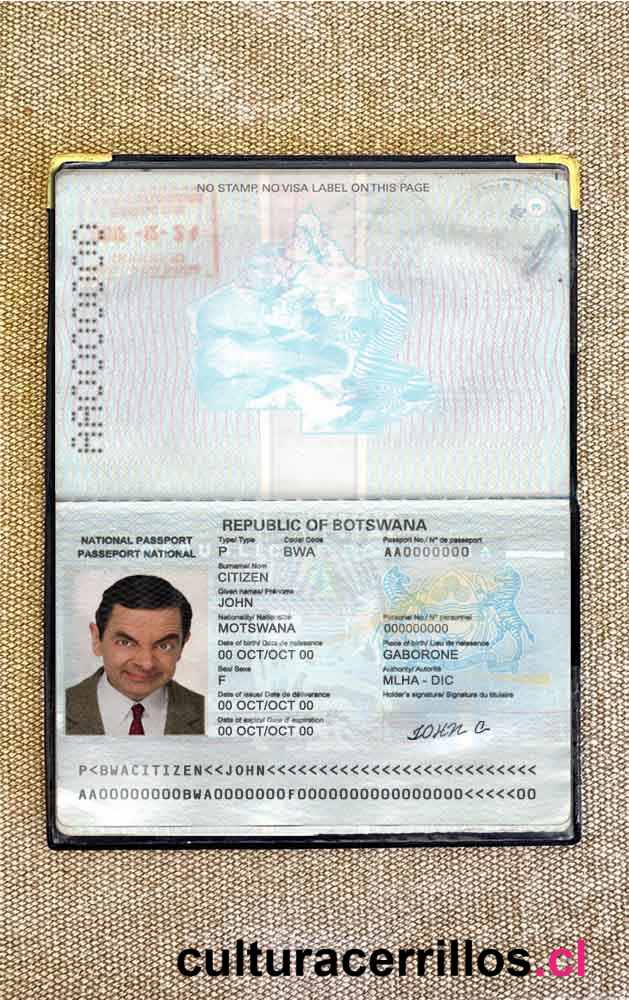 NO STAMP, NO VISA LABEL ON THIS PAGE
12 -12- 24
REPUBLIC OF BOTSWANA
NATIONAL PASSPORT
PASSEPORT NATIONAL
Type/ Type Code/ Code Passport No./ N° de passeport
P BWA AA0000000
Surname/ Nom
CITIZEN
Given names/ Prénoms
JOHN
Nationality/ Nationalité Personal No./ N° personnel
MOTSWANA 000000000
Date of birth/ Date de naissance Place of birth/ Lieu de naissance
00 OCT/OCT 00 GABORONE
Sex/ Sexe Authority/ Autorité
F MLHA - DIC
Date of issue/ Date de délivrance Holder's signature/ Signature du titulaire
00 OCT/OCT 00
Date of expiry/ Date d'expiration
00 OCT/OCT 00 JOHN C
P<BWACITIZEN<<JOHN<<<<<<<<<<<<<<<<<<<<<<<<<<
AA00000000BWA0000000F00000000000000000<<<<<00
culturacerrillos.cl